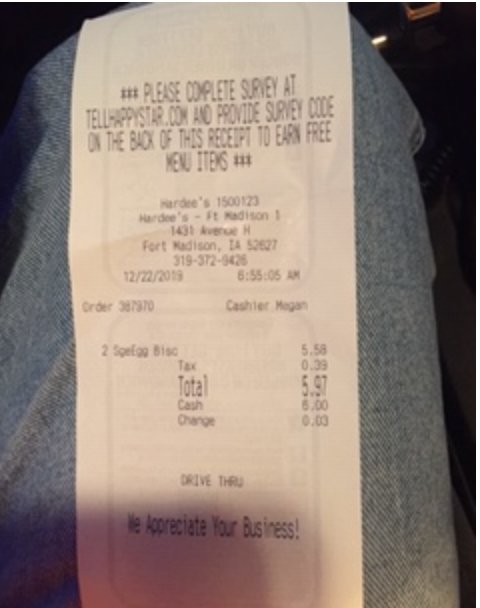 *** PLEASE COMPLETE SURVEY AT
TELLHAPPYSTAR.COM AND PROVIDE SURVEY CODE
ON THE BACK OF THIS RECEIPT TO EARN FREE
MENU ITEMS ***
Hardee's 1500123
Hardee's - Ft Madison 1
1431 Avenue H
Fort Madison, IA 52627
319-372-9426
12/22/2019 6:55:05 AM
Order 387970 Cashier Megan
2 SgeEgg Bisc 5.58
Tax 0.39
Total 5.97
Cash 6.00
Change 0.03
DRIVE THRU
We Appreciate Your Business!